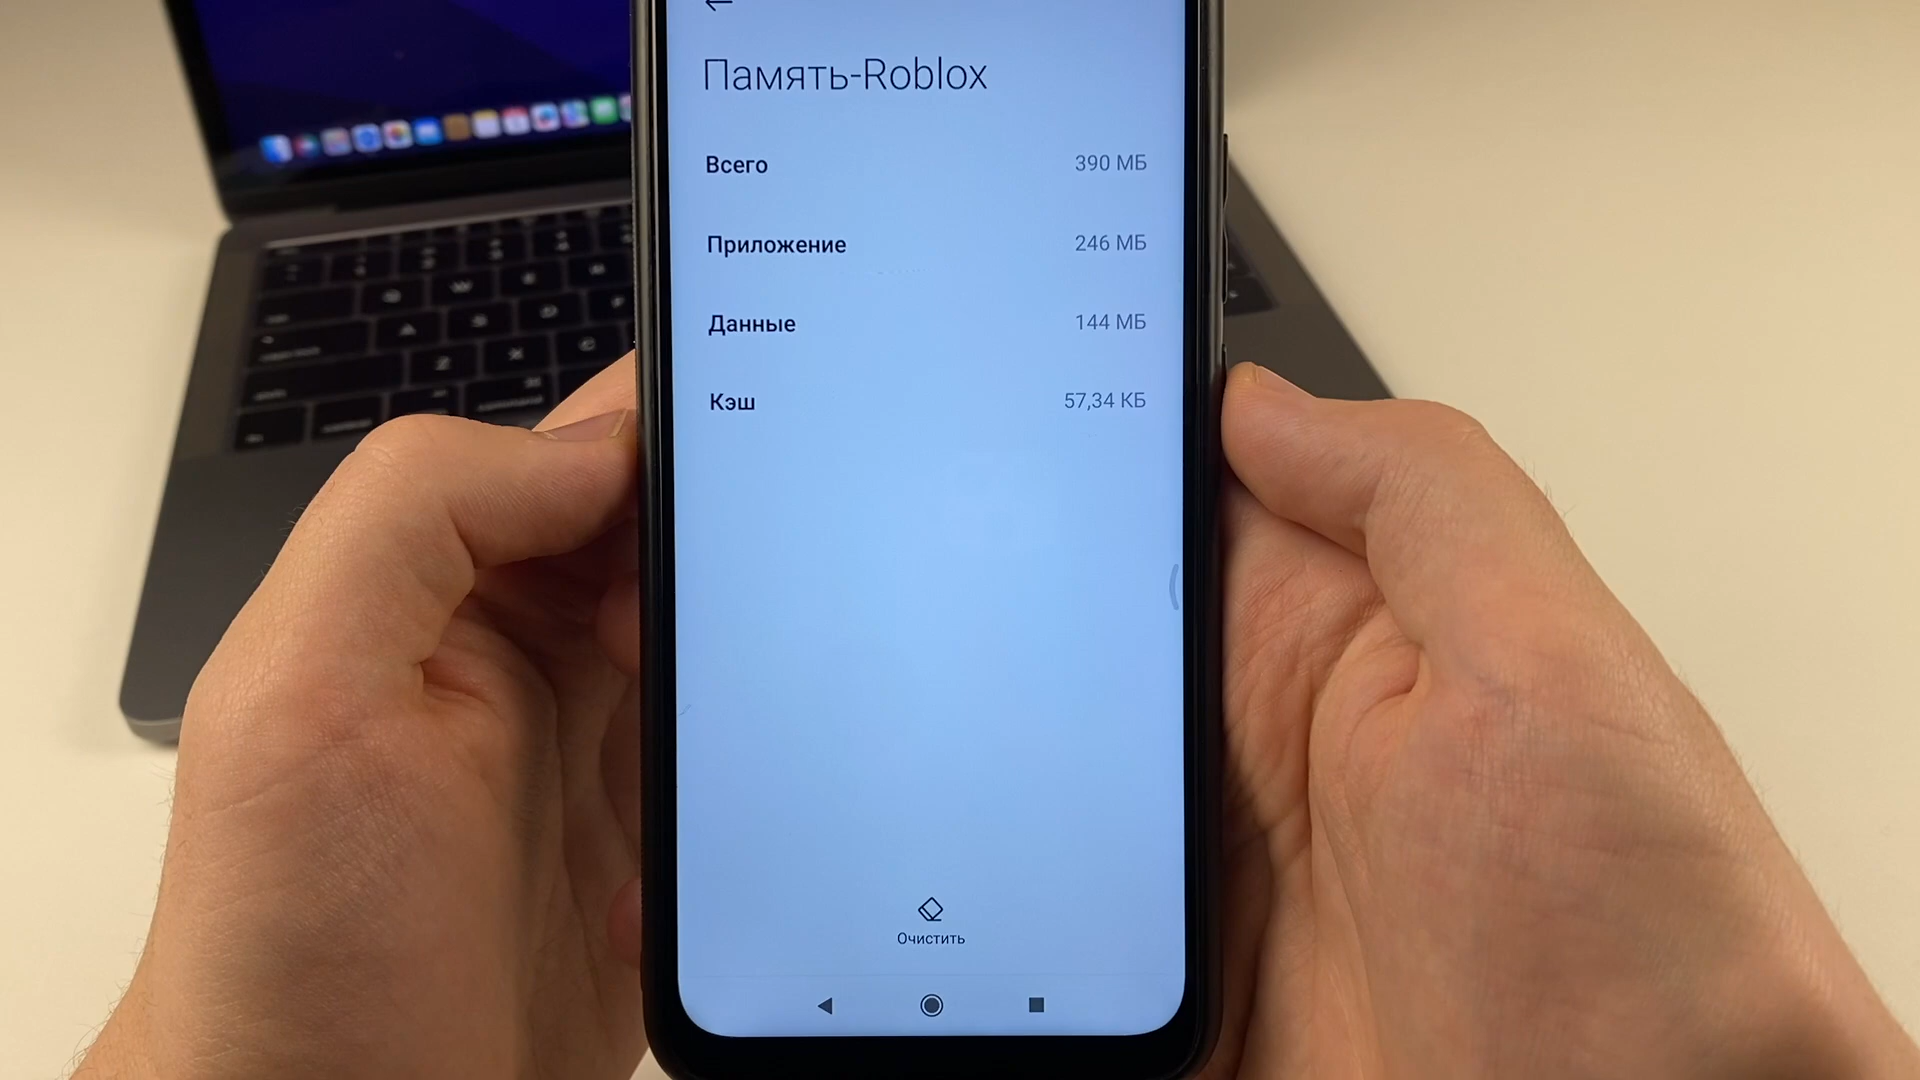 Память-Roblox
Всего 390 МБ
Приложение 246 МБ
Данные 144 МБ
Кэш 57,34 КБ
Очистить